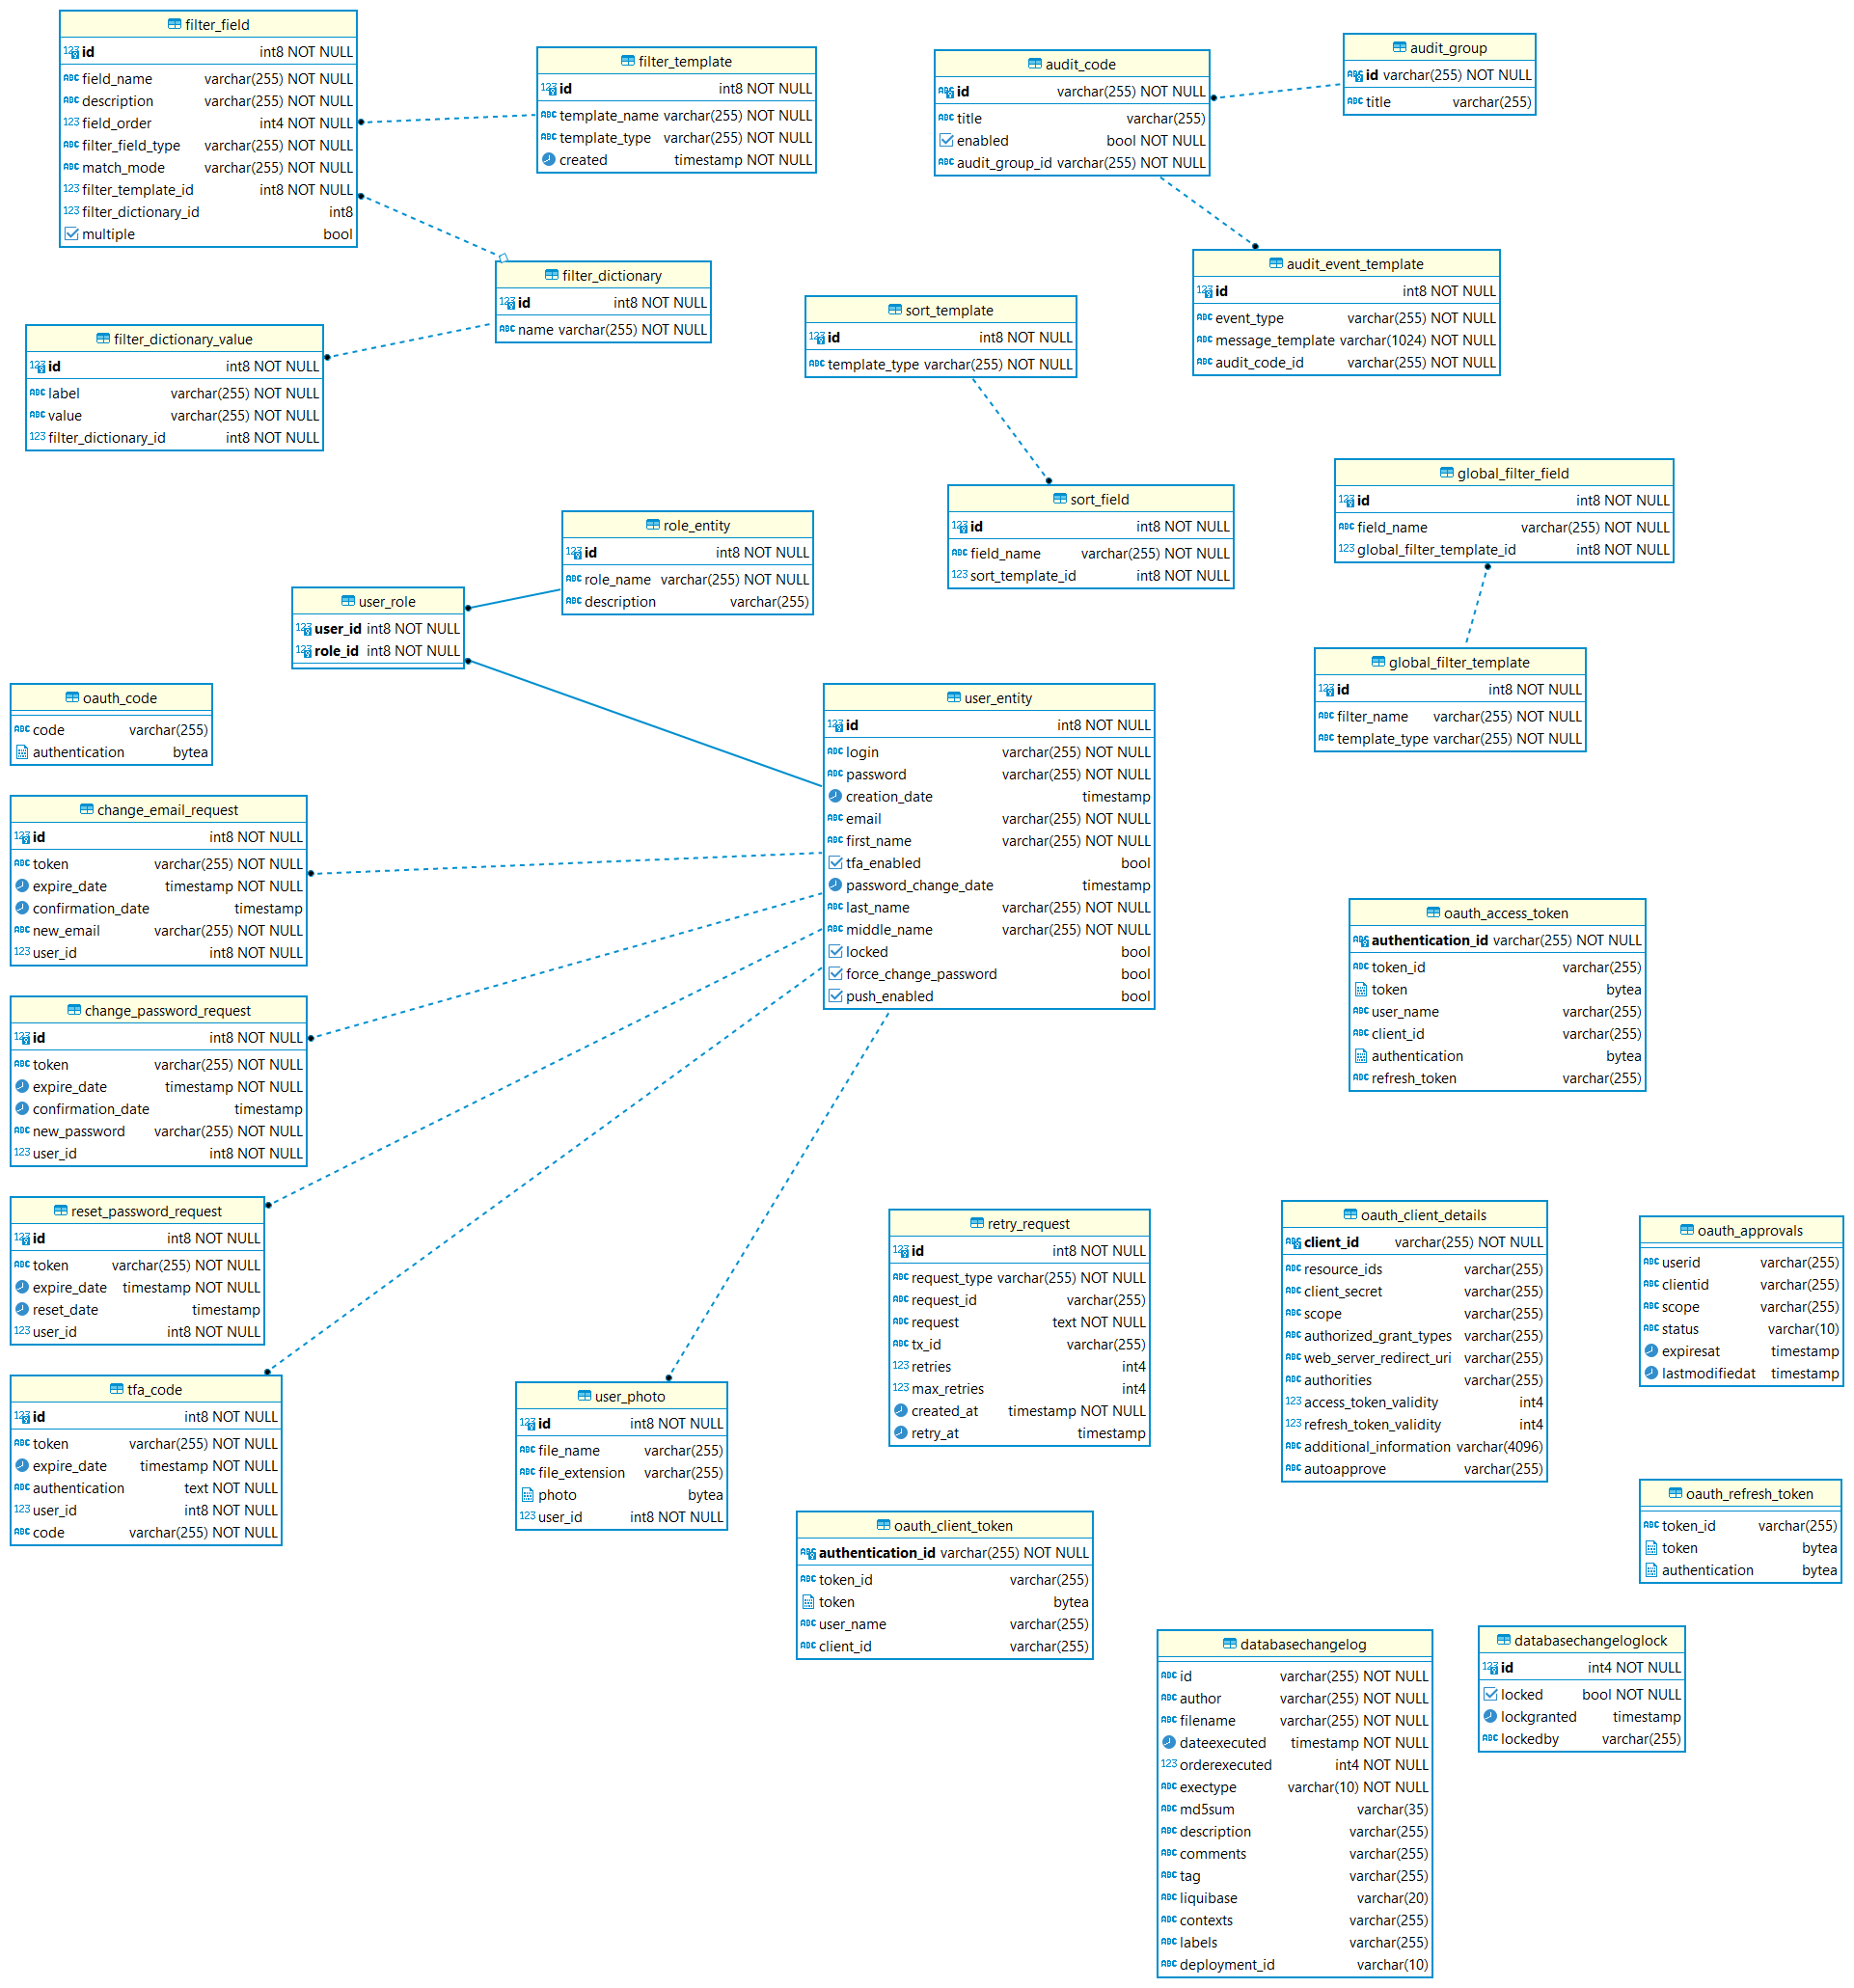 filter_field
id int8 NOT NULL
field_name varchar(255) NOT NULL
description varchar(255) NOT NULL
field_order int4 NOT NULL
filter_field_type varchar(255) NOT NULL
match_mode varchar(255) NOT NULL
filter_template_id int8 NOT NULL
filter_dictionary_id int8
multiple bool
filter_template
id int8 NOT NULL
template_name varchar(255) NOT NULL
template_type varchar(255) NOT NULL
created timestamp NOT NULL
audit_code
id varchar(255) NOT NULL
title varchar(255)
enabled bool NOT NULL
audit_group_id varchar(255) NOT NULL
audit_group
id varchar(255) NOT NULL
title varchar(255)
filter_dictionary
id int8 NOT NULL
name varchar(255) NOT NULL
audit_event_template
id int8 NOT NULL
event_type varchar(255) NOT NULL
message_template varchar(1024) NOT NULL
audit_code_id varchar(255) NOT NULL
filter_dictionary_value
id int8 NOT NULL
label varchar(255) NOT NULL
value varchar(255) NOT NULL
filter_dictionary_id int8 NOT NULL
sort_template
id int8 NOT NULL
template_type varchar(255) NOT NULL
sort_field
id int8 NOT NULL
field_name varchar(255) NOT NULL
sort_template_id int8 NOT NULL
global_filter_field
id int8 NOT NULL
field_name varchar(255) NOT NULL
global_filter_template_id int8 NOT NULL
role_entity
id int8 NOT NULL
role_name varchar(255) NOT NULL
description varchar(255)
user_role
user_id int8 NOT NULL
role_id int8 NOT NULL
global_filter_template
id int8 NOT NULL
filter_name varchar(255) NOT NULL
template_type varchar(255) NOT NULL
oauth_code
code varchar(255)
authentication bytea
user_entity
id int8 NOT NULL
login varchar(255) NOT NULL
password varchar(255) NOT NULL
creation_date timestamp
email varchar(255) NOT NULL
first_name varchar(255) NOT NULL
tfa_enabled bool
password_change_date timestamp
last_name varchar(255) NOT NULL
middle_name varchar(255) NOT NULL
locked bool
force_change_password bool
push_enabled bool
change_email_request
id int8 NOT NULL
token varchar(255) NOT NULL
expire_date timestamp NOT NULL
confirmation_date timestamp
new_email varchar(255) NOT NULL
user_id int8 NOT NULL
oauth_access_token
authentication_id varchar(255) NOT NULL
token_id varchar(255)
token bytea
user_name varchar(255)
client_id varchar(255)
authentication bytea
refresh_token varchar(255)
change_password_request
id int8 NOT NULL
token varchar(255) NOT NULL
expire_date timestamp NOT NULL
confirmation_date timestamp
new_password varchar(255) NOT NULL
user_id int8 NOT NULL
reset_password_request
id int8 NOT NULL
token varchar(255) NOT NULL
expire_date timestamp NOT NULL
reset_date timestamp
user_id int8 NOT NULL
retry_request
id int8 NOT NULL
request_type varchar(255) NOT NULL
request_id varchar(255)
request text NOT NULL
tx_id varchar(255)
retries int4
max_retries int4
created_at timestamp NOT NULL
retry_at timestamp
oauth_client_details
client_id varchar(255) NOT NULL
resource_ids varchar(255)
client_secret varchar(255)
scope varchar(255)
authorized_grant_types varchar(255)
web_server_redirect_uri varchar(255)
authorities varchar(255)
access_token_validity int4
refresh_token_validity int4
additional_information varchar(4096)
autoapprove varchar(255)
oauth_approvals
userid varchar(255)
clientid varchar(255)
scope varchar(255)
status varchar(10)
expiresat timestamp
lastmodifiedat timestamp
tfa_code
id int8 NOT NULL
token varchar(255) NOT NULL
expire_date timestamp NOT NULL
authentication text NOT NULL
user_id int8 NOT NULL
code varchar(255) NOT NULL
user_photo
id int8 NOT NULL
file_name varchar(255)
file_extension varchar(255)
photo bytea
user_id int8 NOT NULL
oauth_refresh_token
token_id varchar(255)
token bytea
authentication bytea
oauth_client_token
authentication_id varchar(255) NOT NULL
token_id varchar(255)
token bytea
user_name varchar(255)
client_id varchar(255)
databasechangelog
id varchar(255) NOT NULL
author varchar(255) NOT NULL
filename varchar(255) NOT NULL
dateexecuted timestamp NOT NULL
orderexecuted int4 NOT NULL
exectype varchar(10) NOT NULL
md5sum varchar(35)
description varchar(255)
comments varchar(255)
tag varchar(255)
liquibase varchar(20)
contexts varchar(255)
labels varchar(255)
deployment_id varchar(10)
databasechangeloglock
id int4 NOT NULL
locked bool NOT NULL
lockgranted timestamp
lockedby varchar(255)